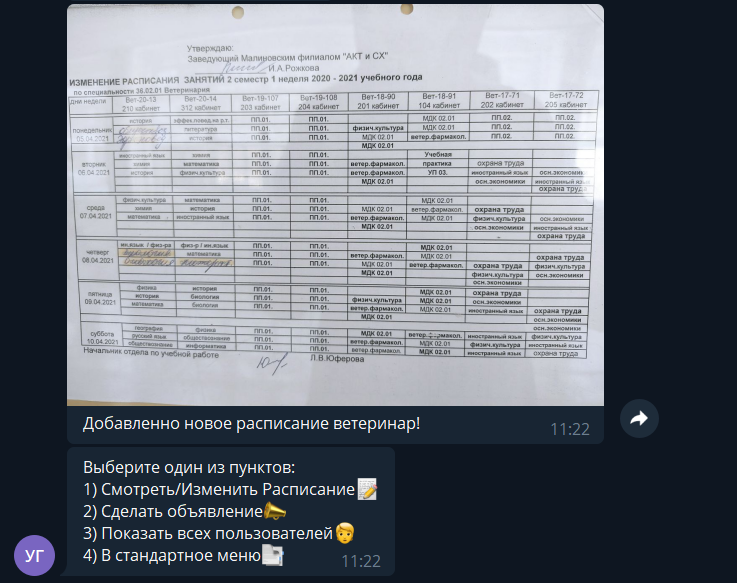 Утверждаю:
Заведующий Малиновским филиалом "АКТ и СХ"
И.А.Рожкова
ИЗМЕНЕНИЕ РАСПИСАНИЯ ЗАНЯТИЙ 2 семестр 1 неделя 2020 - 2021 учебного года
по специальности 36.02.01 Ветеринария
дни недели Вет-20-13 Вет-20-14 Вет-19-107 Вет-19-108 Вет-18-90 Вет-18-91 Вет-17-71 Вет-17-72
210 кабинет 312 кабинет 203 кабинет 204 кабинет 201 кабинет 104 кабинет 202 кабинет 205 кабинет
история эффек.повед.на р.т. ПП.01. ПП.01. МДК 02.01 ПП.02. ПП.02.
понедельник литература ПП.01. ПП.01. физич.культура МДК 02.01 ПП.02. ПП.02.
05.04.2021 история ПП.01. ПП.01. МДК 02.01 ветер.фармакол. ПП.02. ПП.02.
МДК 02.01
иностранный язык химия ПП.01. ПП.01. Учебная
вторник химия математика ПП.01. ПП.01. ветер.фармакол. практика охрана труда
06.04.2021 история физич.культура ПП.01. ПП.01. ветер.фармакол. УП 03. иностранный язык осн.экономики
МДК 02.01 осн.экономики иностранный язык
охрана труда
физич.культура математика ПП.01. ПП.01. МДК 02.01
среда химия история ПП.01. ПП.01. МДК 02.01 ветер.фармакол. охрана труда
07.04.2021 математика иностранный язык ПП.01. ПП.01. ветер.фармакол. МДК 02.01 физич.культура осн.экономики
МДК 02.01 осн.экономики иностранный язык
охрана труда
ин.язык / физ-ра физ-р / ин.язык ПП.01. ПП.01. МДК 02.01
четверг математика ПП.01. ПП.01. ветер.фармакол. МДК 02.01 охрана труда
08.04.2021 ПП.01. ПП.01. МДК 02.01 ветер.фармакол. охрана труда физич.культура
МДК 02.01 физич.культура осн.экономики
осн.экономики
физика история ПП.01. ПП.01. МДК 02.01 охрана труда
пятница история биология ПП.01. ПП.01. физич.культура МДК 02.01 осн.экономики
09.04.2021 математика биология ПП.01. ПП.01. ветер.фармакол. МДК 02.01 иностранный язык охрана труда
МДК 02.01 осн.экономики
осн.экономики
география физика ПП.01. ПП.01. МДК 02.01 ветер.фармакол. иностранный язык физич.культура
суббота русский язык обществознание ПП.01. ПП.01. ветер.фармакол. МДК 02.01 физич.культура иностранный язык
10.04.2021 обществознание информатика ПП.01. ПП.01. ветер.фармакол. МДК 02.01 иностранный язык охрана труда
Начальник отдела по учебной работе Л.В.Юферова
Добавленно новое расписание ветеринар!
11:22
Выберите один из пунктов:
1) Смотреть/Изменить Расписание📝
2) Сделать объявление📣
3) Показать всех пользователей
4) В стандартное меню
11:22
УГ